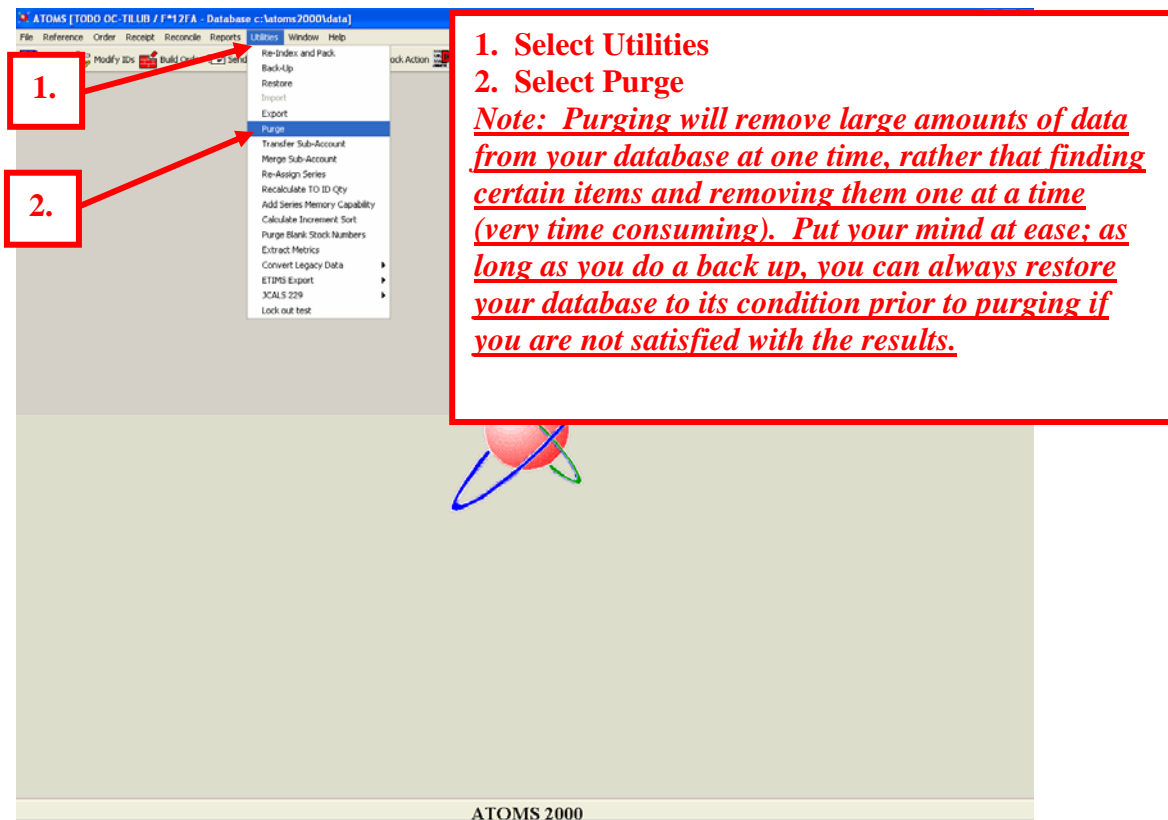 ATOMS [TODO OC-TILUB / F*12FA - Database c:\atoms2000\data]
File Reference Order Receipt Reconcile Reports Utilities Window Help
Modify IDs Build Order Send ock Action
Re-Index and Pack
Back-Up
Restore
Import
Export
Purge
Transfer Sub-Account
Merge Sub-Account
Re-Assign Series
Recalculate TO ID Qty
Add Series Memory Capability
Calculate Increment Sort
Purge Blank Stock Numbers
Extract Metrics
Convert Legacy Data
ETIMS Export
JCALS 229
Lock out test
1.
2.
1. Select Utilities
2. Select Purge
Note: Purging will remove large amounts of data
from your database at one time, rather that finding
certain items and removing them one at a time
(very time consuming). Put your mind at ease; as
long as you do a back up, you can always restore
your database to its condition prior to purging if
you are not satisfied with the results.
ATOMS 2000